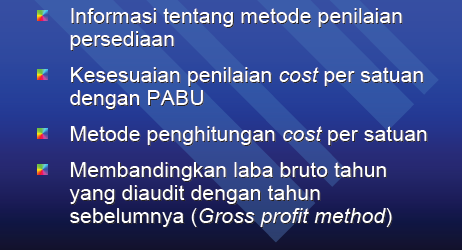 Informasi tentang metode penilaian
persediaan
Kesesuaian penilaian cost per satuan
dengan PABU
Metode penghitungan cost per satuan
Membandingkan laba bruto tahun
yang diaudit dengan tahun
sebelumnya (Gross profit method)